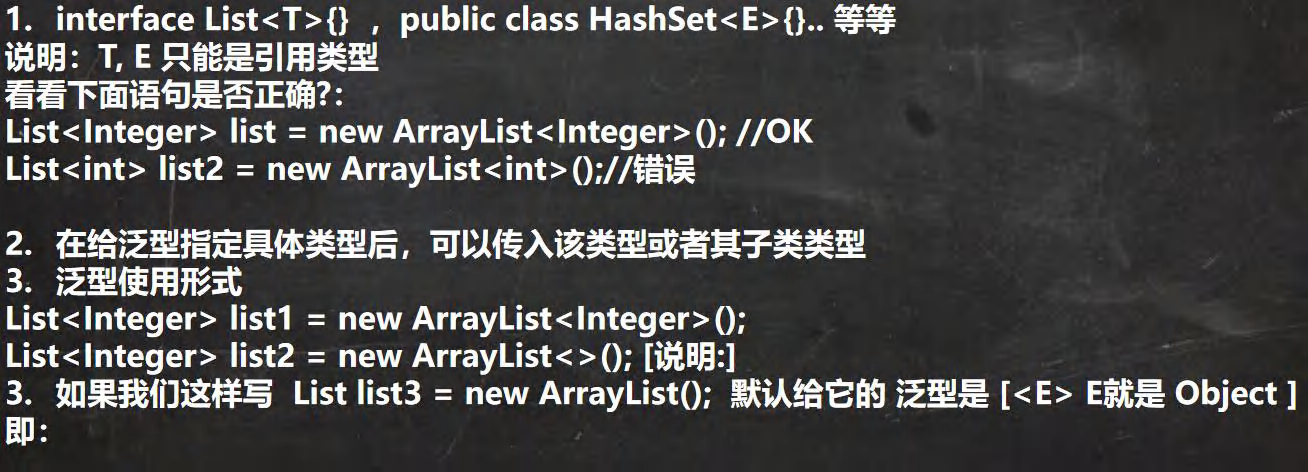 1. interface List<T>{} , public class HashSet<E>{}.. 等等
说明：T, E 只能是引用类型
看看下面语句是否正确?：
List<Integer> list = new ArrayList<Integer>(); //OK
List<int> list2 = new ArrayList<int>();//错误
2. 在给泛型指定具体类型后，可以传入该类型或者其子类类型
3. 泛型使用形式
List<Integer> list1 = new ArrayList<Integer>();
List<Integer> list2 = new ArrayList<>(); [说明:]
3. 如果我们这样写 List list3 = new ArrayList(); 默认给它的 泛型是 [<E> E就是 Object ]
即：